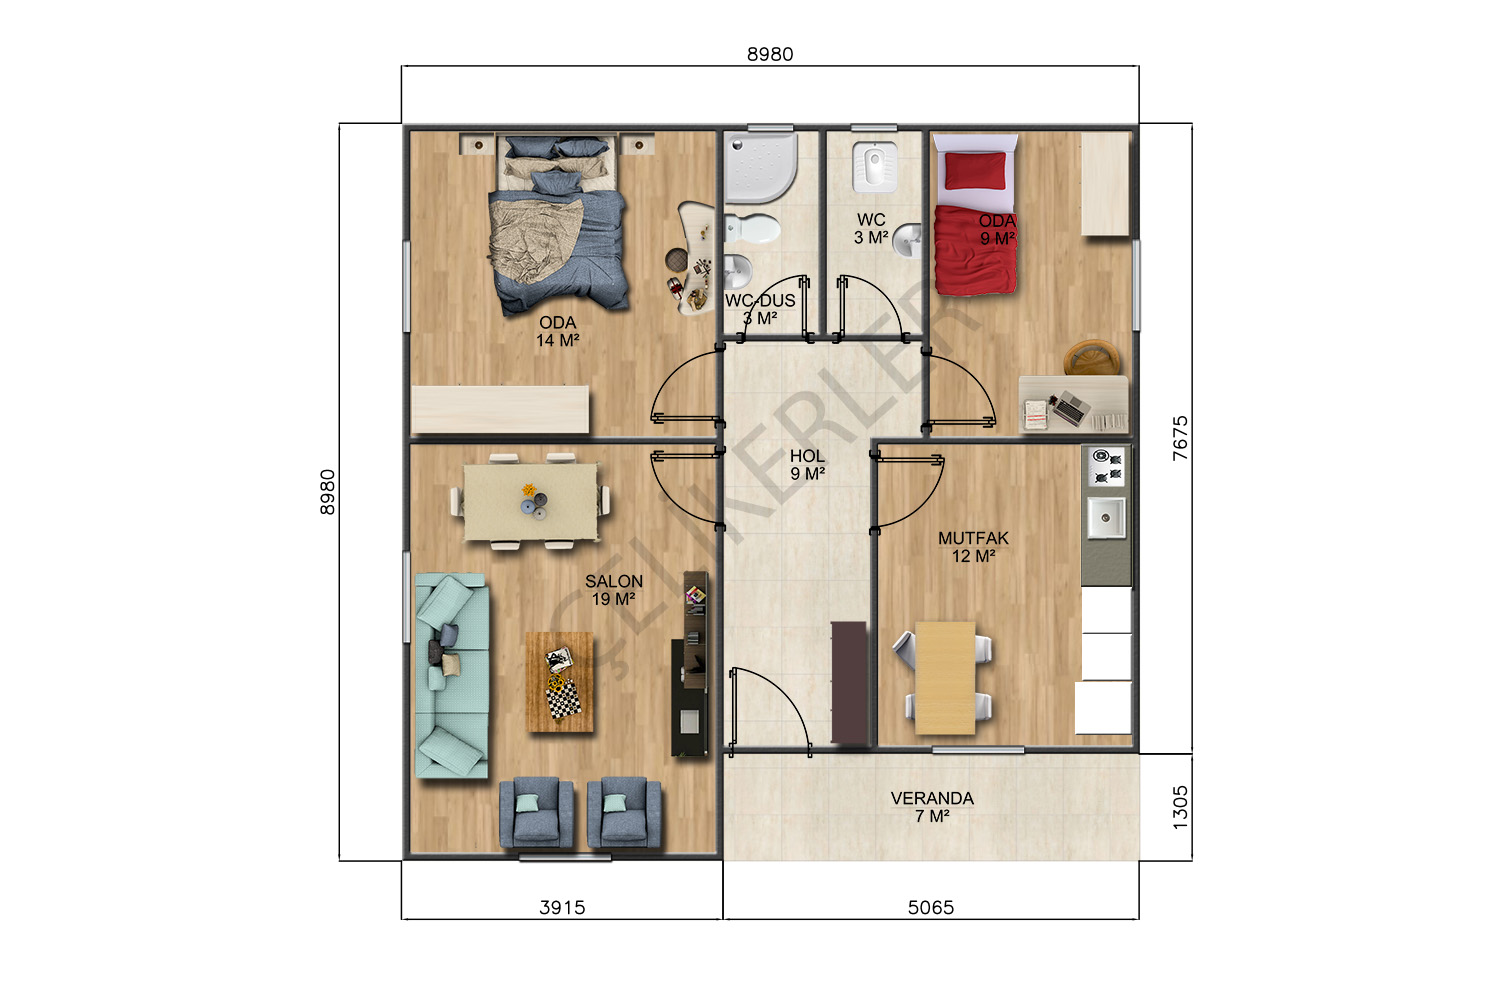 8980
WC
3 M²
ODA
9 M²
WC-DUS
3 M²
ODA
14 M²
7675
HOL
9 M²
8980
MUTFAK
12 M²
SALON
19 M²
ÇELİKERLER
VERANDA
7 M²
1305
3915
5065